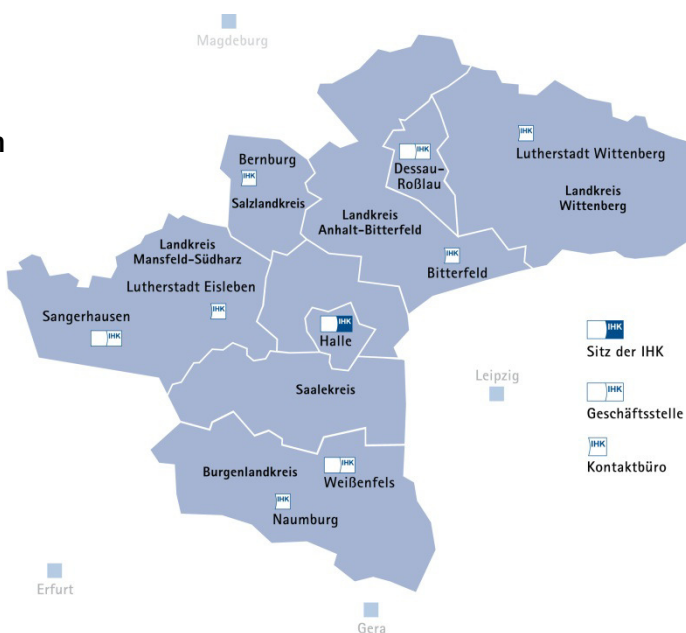 Magdeburg
n
IHK
Dessau-
Roßlau
IHK
Lutherstadt Wittenberg
Landkreis
Wittenberg
Bernburg
IHK
Salzlandkreis
Landkreis
Anhalt-Bitterfeld
IHK
Bitterfeld
Landkreis
Mansfeld-Südharz
Lutherstadt Eisleben
IHK
Sangerhausen
IHK
IHK
Halle
Saalekreis
Leipzig
IHK
Sitz der IHK
IHK
Geschäftsstelle
IHK
Kontaktbüro
Burgenlandkreis
IHK
Weißenfels
IHK
Naumburg
Erfurt
Gera